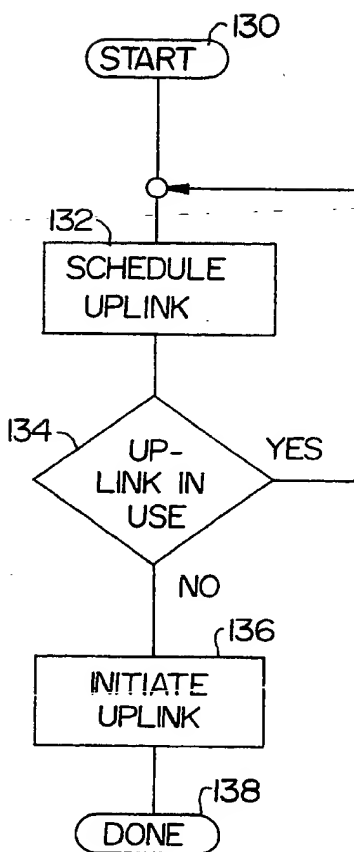 130
START
132
SCHEDULE
UPLINK
134
UP-
LINK IN
USE
YES
NO
136
INITIATE
UPLINK
138
DONE